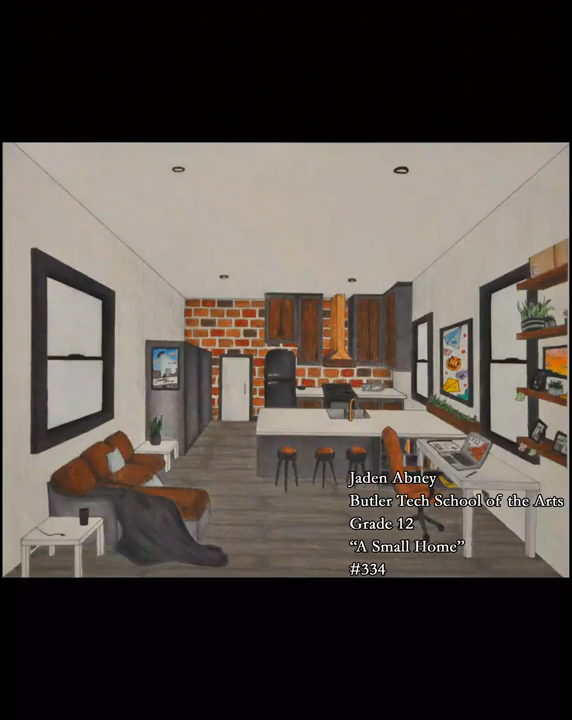 Jaden Abney
Butler Tech School of the Arts
Grade 12
“A Small Home”
#334